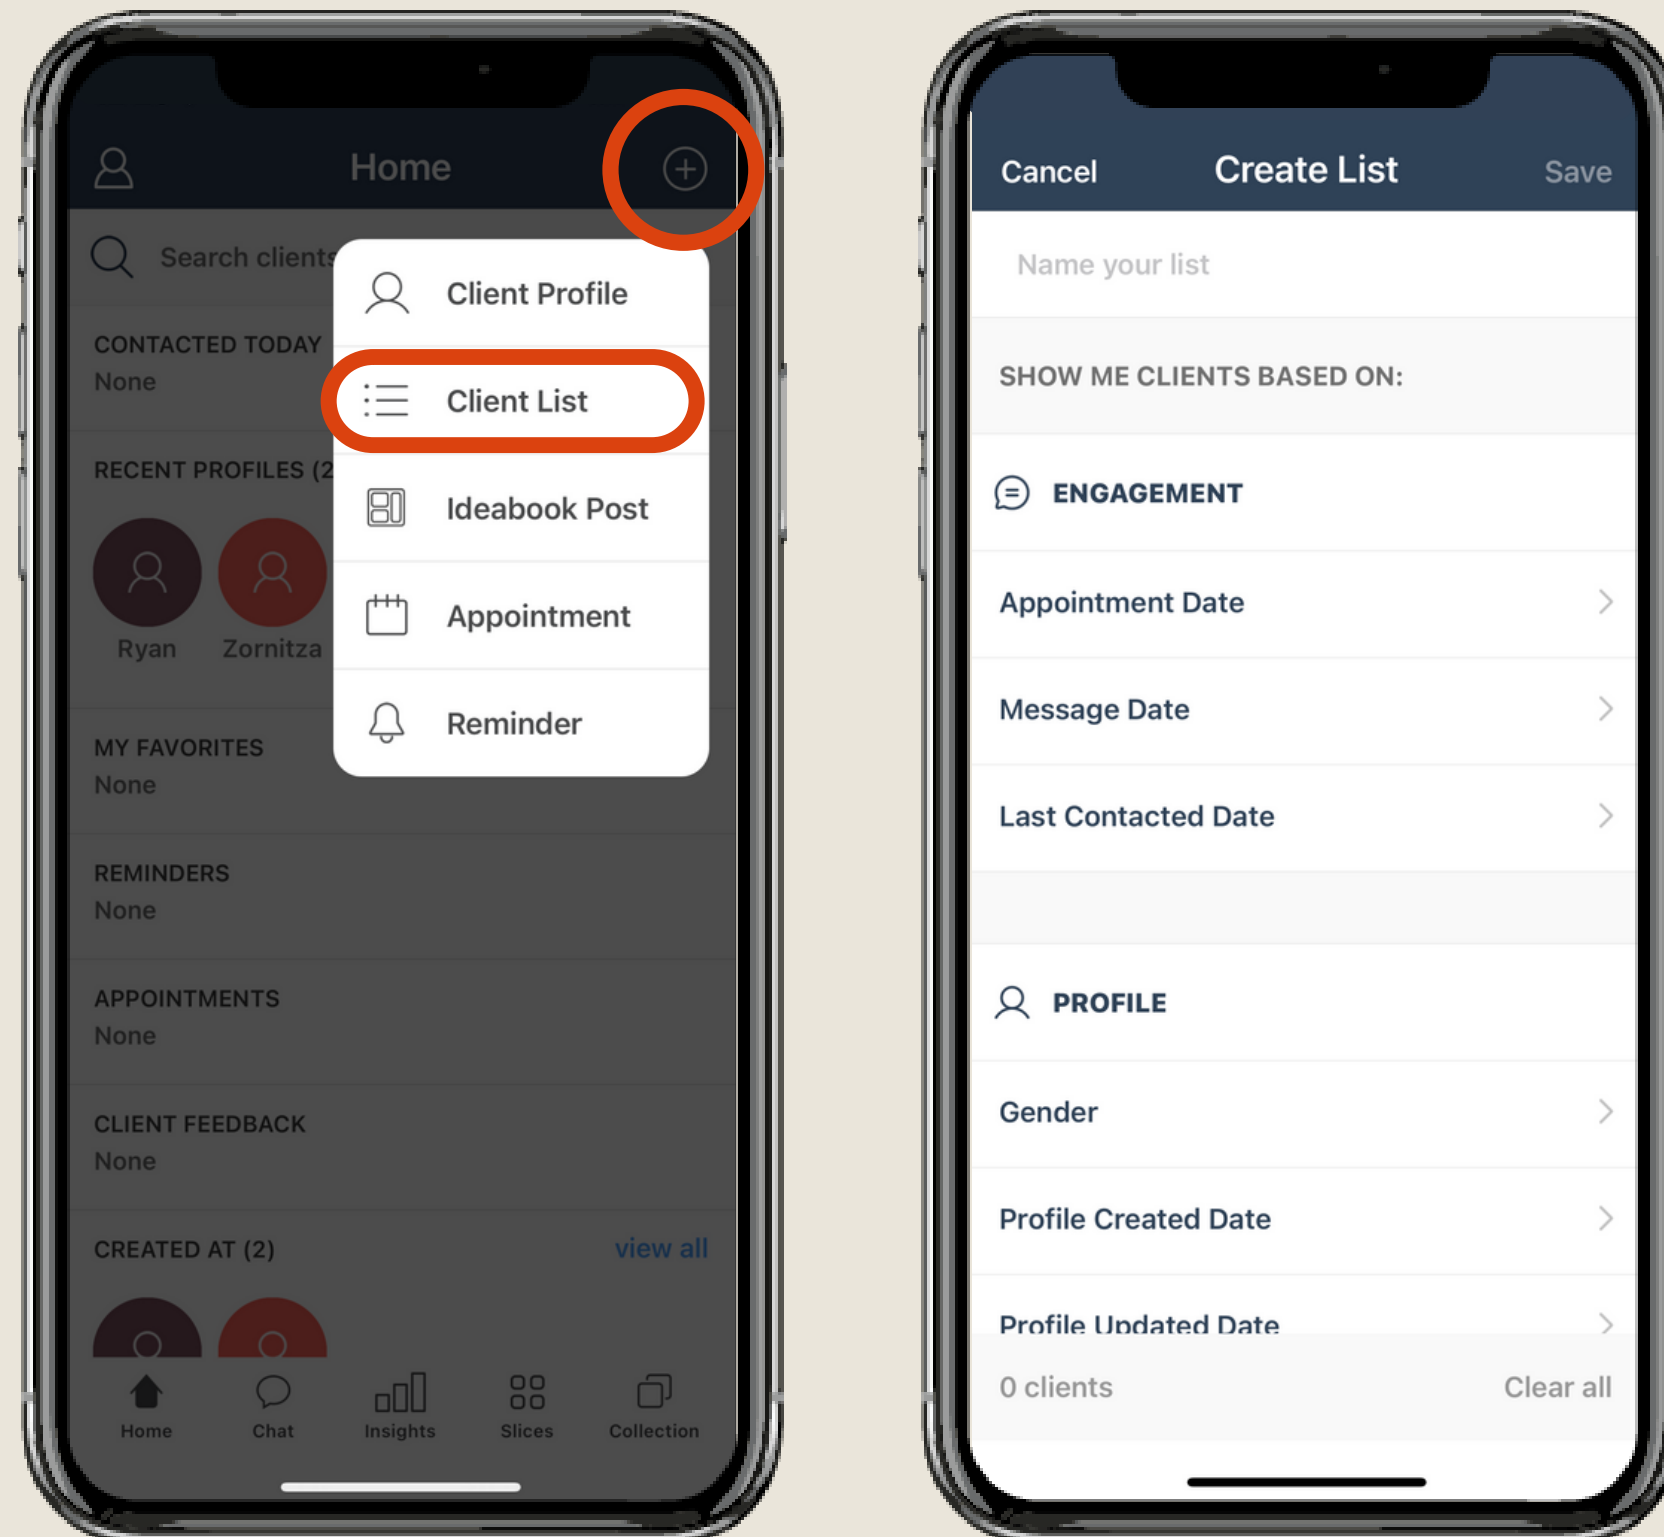 Home
Search clients
Client Profile
CONTACTED TODAY
None
Client List
RECENT PROFILES (2
Ideabook Post
Ryan
Zornitza
Appointment
Reminder
MY FAVORITES
None
REMINDERS
None
APPOINTMENTS
None
CLIENT FEEDBACK
None
CREATED AT (2)
view all
Home
Chat
Insights
Slices
Collection
Cancel
Create List
Save
Name your list
SHOW ME CLIENTS BASED ON:
ENGAGEMENT
Appointment Date
Message Date
Last Contacted Date
PROFILE
Gender
Profile Created Date
Profile Updated Date
0 clients
Clear all